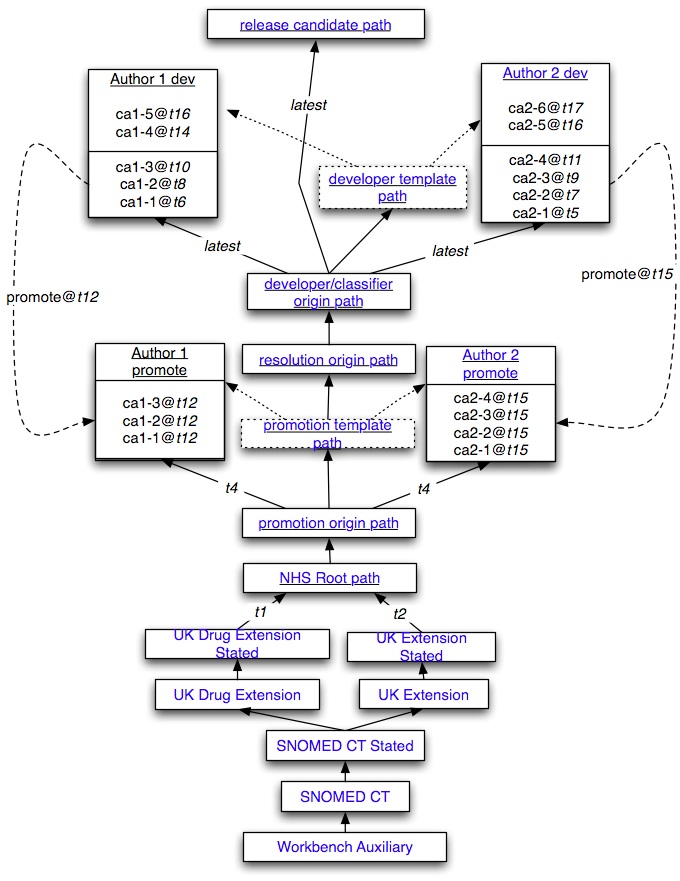 release candidate path
latest
Author 1 dev
ca1-5@t16
ca1-4@t14
ca1-3@t10
ca1-2@t8
ca1-1@t6
Author 2 dev
ca2-6@t17
ca2-5@t16
ca2-4@t11
ca2-3@t9
ca2-2@t7
ca2-1@t5
developer template
path
latest
latest
promote@t12
promote@t15
developer/classifier
origin path
resolution origin path
Author 1
promote
ca1-3@t12
ca1-2@t12
ca1-1@t12
Author 2
promote
ca2-4@t15
ca2-3@t15
ca2-2@t15
ca2-1@t15
promotion template
path
t4
t4
promotion origin path
NHS Root path
t1
t2
UK Drug Extension
Stated
UK Extension
Stated
UK Drug Extension
UK Extension
SNOMED CT Stated
SNOMED CT
Workbench Auxiliary